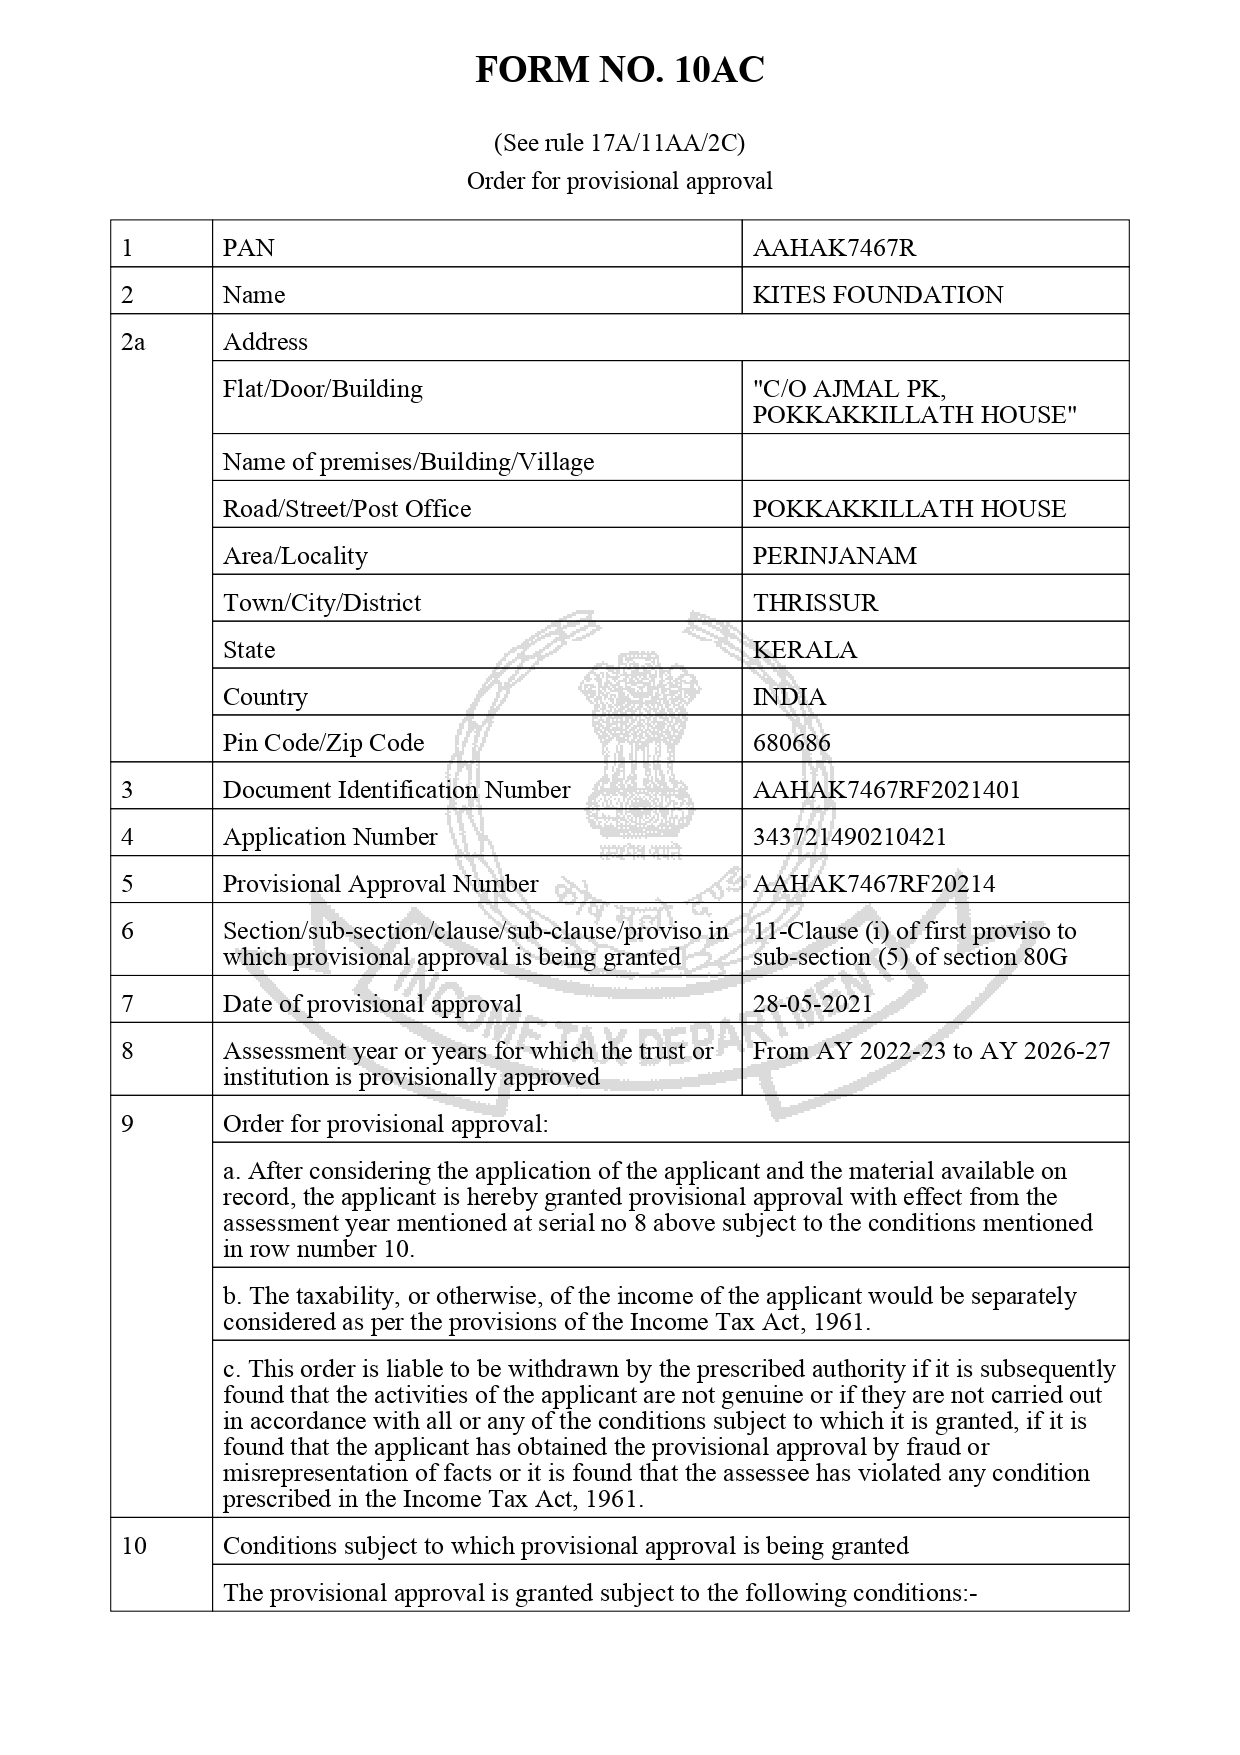 FORM NO. 10AC
(See rule 17A/11AA/2C)
Order for provisional approval
1 PAN AAHAK7467R
2 Name KITES FOUNDATION
2a Address
Flat/Door/Building "C/O AJMAL PK,
POKKAKKILLATH HOUSE"
Name of premises/Building/Village
Road/Street/Post Office POKKAKKILLATH HOUSE
Area/Locality PERINJANAM
Town/City/District THRISSUR
State KERALA
Country INDIA
Pin Code/Zip Code 680686
3 Document Identification Number AAHAK7467RF2021401
4 Application Number 343721490210421
सत्यमेव जयते
5 Provisional Approval Number AAHAK7467RF20214
कोष मूलो दण्ड
6 Section/sub-section/clause/sub-clause/proviso in 11-Clause (i) of first proviso to
which provisional approval is being granted sub-section (5) of section 80G
7 Date of provisional approval 28-05-2021
INCOME TAX DEPARTMENT
8 Assessment year or years for which the trust or From AY 2022-23 to AY 2026-27
institution is provisionally approved
9 Order for provisional approval:
a. After considering the application of the applicant and the material available on
record, the applicant is hereby granted provisional approval with effect from the
assessment year mentioned at serial no 8 above subject to the conditions mentioned
in row number 10.
b. The taxability, or otherwise, of the income of the applicant would be separately
considered as per the provisions of the Income Tax Act, 1961.
c. This order is liable to be withdrawn by the prescribed authority if it is subsequently
found that the activities of the applicant are not genuine or if they are not carried out
in accordance with all or any of the conditions subject to which it is granted, if it is
found that the applicant has obtained the provisional approval by fraud or
misrepresentation of facts or it is found that the assessee has violated any condition
prescribed in the Income Tax Act, 1961.
10 Conditions subject to which provisional approval is being granted
The provisional approval is granted subject to the following conditions:-